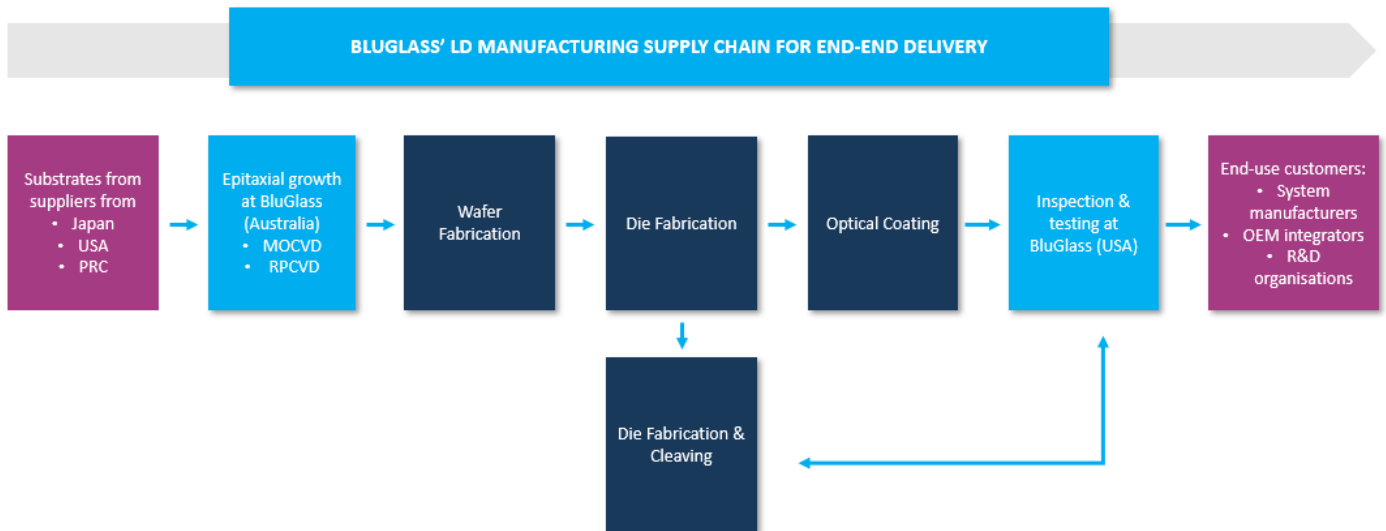 BLUGLASS' LD MANUFACTURING SUPPLY CHAIN FOR END-END DELIVERY
Substrates from
suppliers from
• Japan
• USA
• PRC
Epitaxial growth
at BluGlass
(Australia)
• MOCVD
• RPCVD
Wafer
Fabrication
Die Fabrication
Optical Coating
Inspection &
testing at
BluGlass (USA)
End-use customers:
• System
manufacturers
• OEM integrators
• R&D
organisations
Die Fabrication &
Cleaving